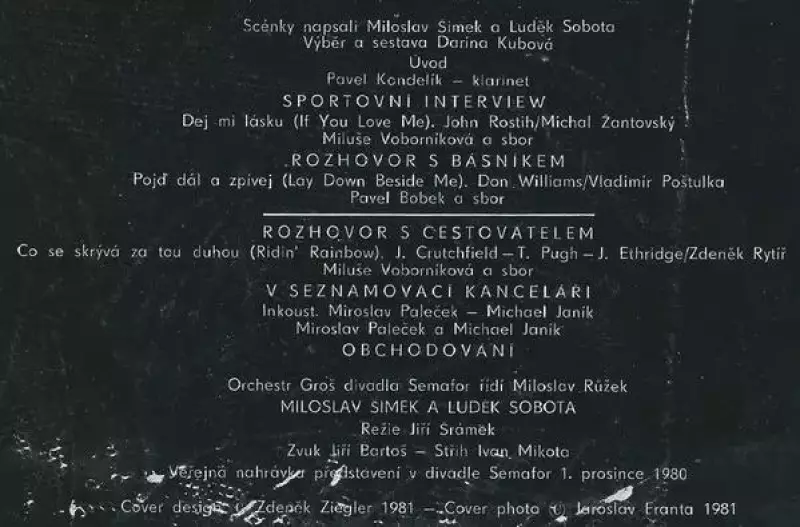 Scénky napsali Miloslav Šimek a Luděk Sobota
Výběr a sestava Darina Kubová
Úvod
Pavel Kondelík – klarinet
SPORTOVNÍ INTERVIEW
Dej mi lásku (If You Love Me). John Rostih/Michal Žantovský
Miluše Voborníková a sbor
ROZHOVOR S BÁSNÍKEM
Pojď dál a zpívej (Lay Down Beside Me). Don Williams/Vladimír Poštulka
Pavel Bobek a sbor
ROZHOVOR S CESTOVATELEM
Co se skrývá za tou duhou (Ridin' Rainbow). J. Crutchfield – T. Pugh – J. Ethridge/Zdeněk Rytíř
Miluše Voborníková a sbor
V SEZNAMOVACÍ KANCELÁŘI
Inkoust. Miroslav Paleček – Michael Janík
Miroslav Paleček a Michael Janík
OBCHODOVÁNÍ
Orchestr Groš divadla Semafor řídí Miloslav Růžek
MILOSLAV ŠIMEK A LUDĚK SOBOTA
Režie Jiří Šrámek
Zvuk Jiří Bartoš – Střih Ivan Mikota
Veřejná nahrávka představení v divadle Semafor 1. prosince 1980
Cover design © Zdeněk Ziegler 1981 – Cover photo © Jaroslav Franta 1981